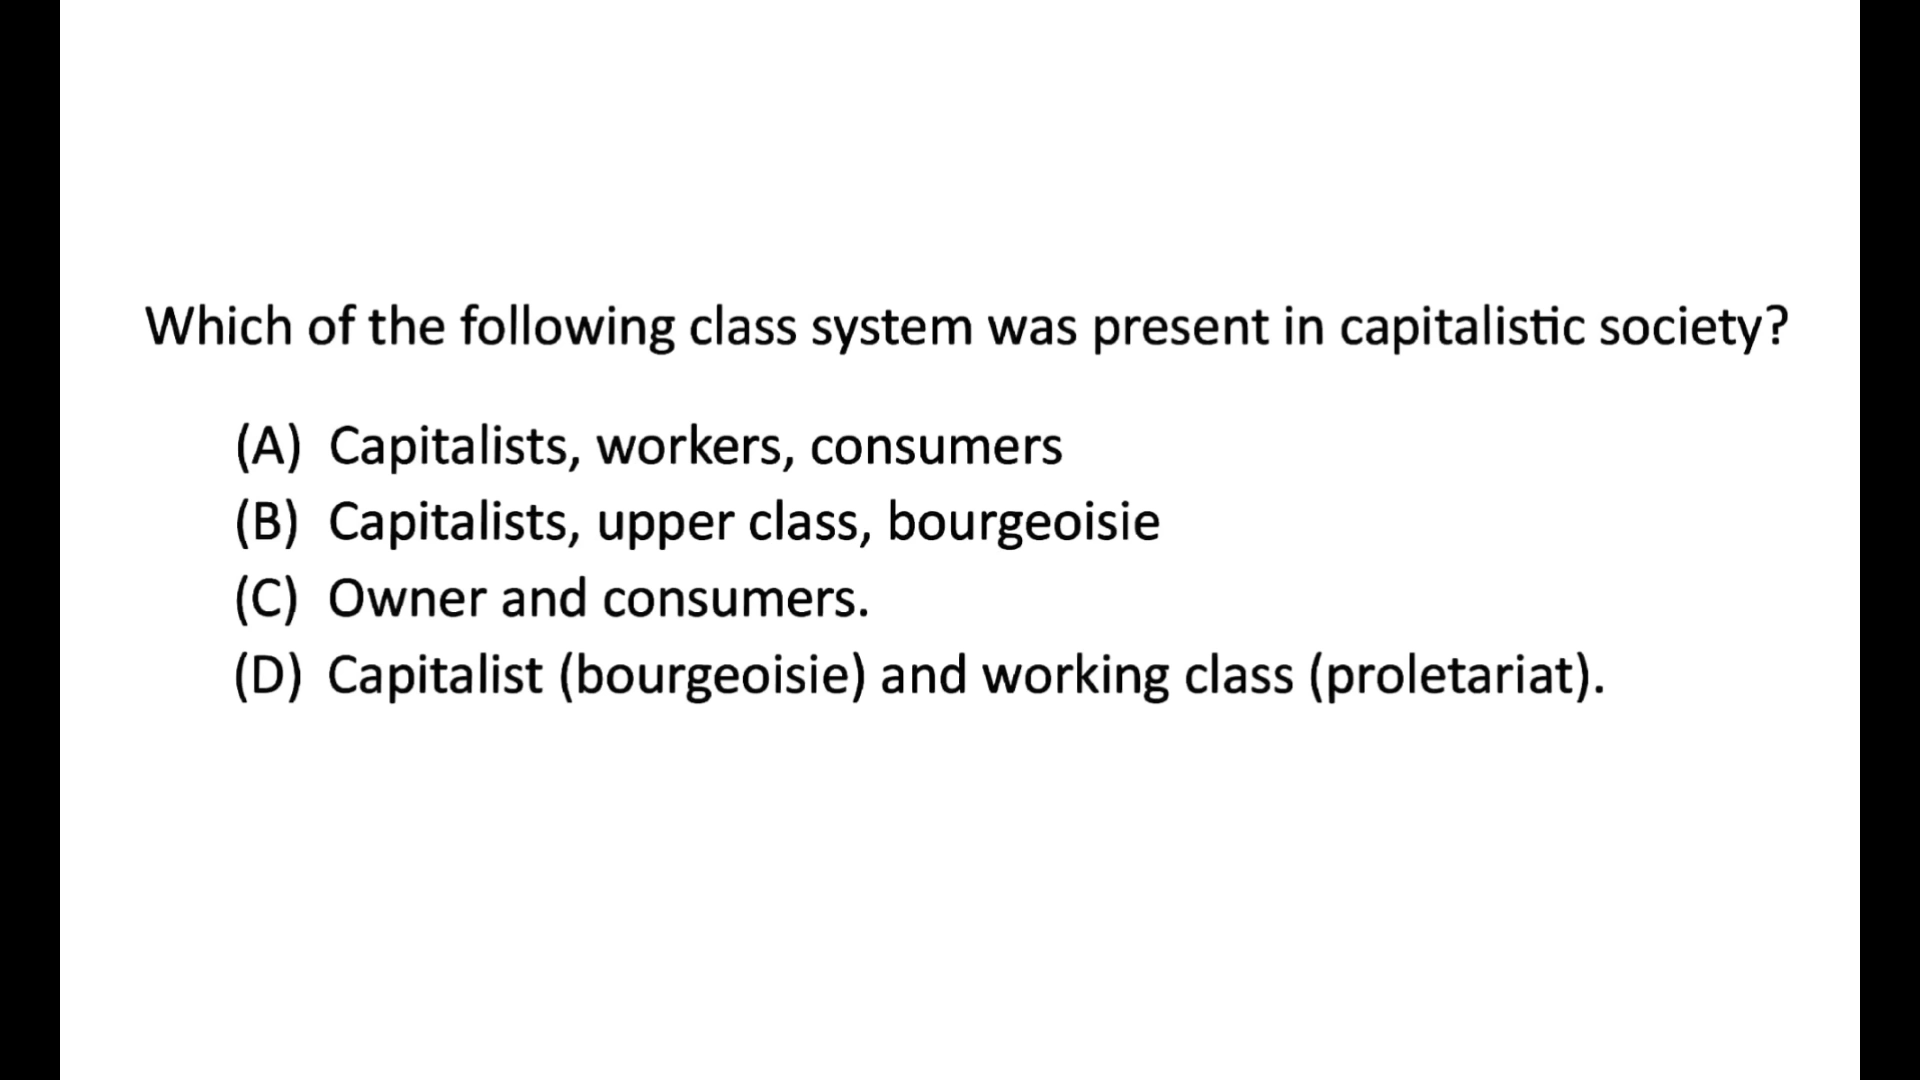 Which of the following class system was present in capitalistic society?
(A) Capitalists, workers, consumers
(B) Capitalists, upper class, bourgeoisie
(C) Owner and consumers.
(D) Capitalist (bourgeoisie) and working class (proletariat).